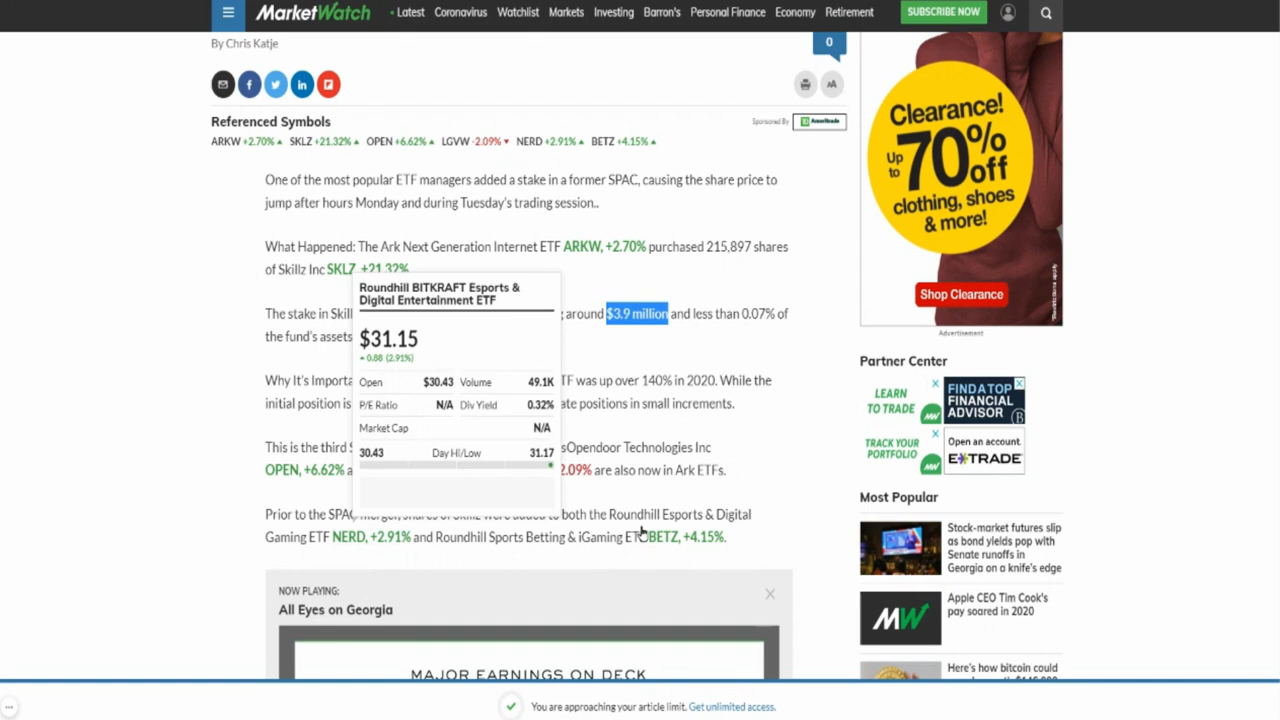 MarketWatch
Latest Coronavirus Watchlist Markets Investing Barron's Personal Finance Economy Retirement
SUBSCRIBE NOW
By Chris Katje
0
Referenced Symbols
Sponsored By
Ameritrade
ARKW +2.70% SKLZ +21.32% OPEN +6.62% LGVW -2.09% NERD +2.91% BETZ +4.15%
One of the most popular ETF managers added a stake in a former SPAC, causing the share price to
jump after hours Monday and during Tuesday's trading session..
What Happened: The Ark Next Generation Internet ETF ARKW, +2.70% purchased 215,897 shares
of Skillz Inc SKLZ, +21.32%
The stake in Skill
around $3.9 million and less than 0.07% of
the fund's assets
Why It's Importa
TF was up over 140% in 2020. While the
initial position is
ate positions in small increments.
This is the third S
sOpendoor Technologies Inc
OPEN, +6.62% a
2.09% are also now in Ark ETFs.
Prior to the SPAC merger, shares of Skillz were added to both the Roundhill Esports & Digital
Gaming ETF NERD, +2.91% and Roundhill Sports Betting & iGaming ETF BETZ, +4.15%.
Roundhill BITKRAFT Esports &
Digital Entertainment ETF
$31.15
0.88 (2.91%)
Open $30.43 Volume 49.1K
P/E Ratio N/A Div Yield 0.32%
Market Cap N/A
30.43 Day Hi/Low 31.17
NOW PLAYING:
All Eyes on Georgia
MAJOR EARNINGS ON DECK
Clearance!
Up to 70% off
clothing, shoes
& more!
Shop Clearance
Advertisement
Partner Center
LEARN
TO TRADE
MW
FIND A TOP
FINANCIAL
ADVISOR
B
TRACK YOUR
PORTFOLIO
MW
Open an account.
E*TRADE
Most Popular
Stock-market futures slip
as bond yields pop with
Senate runoffs in
Georgia on a knife's edge
MW
Apple CEO Tim Cook's
pay soared in 2020
Here's how bitcoin could
You are approaching your article limit. Get unlimited access.